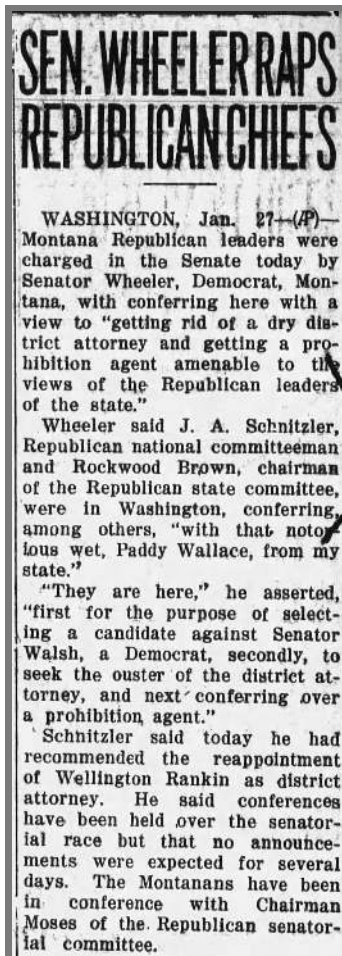 SEN. WHEELER RAPS
REPUBLICAN CHIEFS
WASHINGTON, Jan. 27—(AP)—
Montana Republican leaders were
charged in the Senate today by
Senator Wheeler, Democrat, Mon-
tana, with conferring here with a
view to "getting rid of a dry dis-
trict attorney and getting a pro-
hibition agent amenable to the
views of the Republican leaders
of the state."
Wheeler said J. A. Schnitzler,
Republican national committeeman
and Rockwood Brown, chairman
of the Republican state committee,
were in Washington, conferring,
among others, "with that notor-
ious wet, Paddy Wallace, from my
state."
"They are here," he asserted,
"first for the purpose of select-
ing a candidate against Senator
Walsh, a Democrat, secondly, to
seek the ouster of the district at-
torney, and next conferring over
a prohibition agent."
Schnitzler said today he had
recommended the reappointment
of Wellington Rankin as district
attorney. He said conferences
have been held over the senator-
ial race but that no announce-
ments were expected for several
days. The Montanans have been
in conference with Chairman
Moses of the Republican senator-
ial committee.